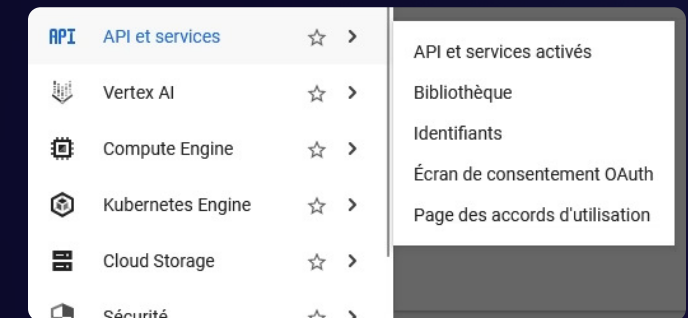 API API et services
Vertex AI
Compute Engine
Kubernetes Engine
Cloud Storage
Sécurité
API et services activés
Bibliothèque
Identifiants
Écran de consentement OAuth
Page des accords d'utilisation